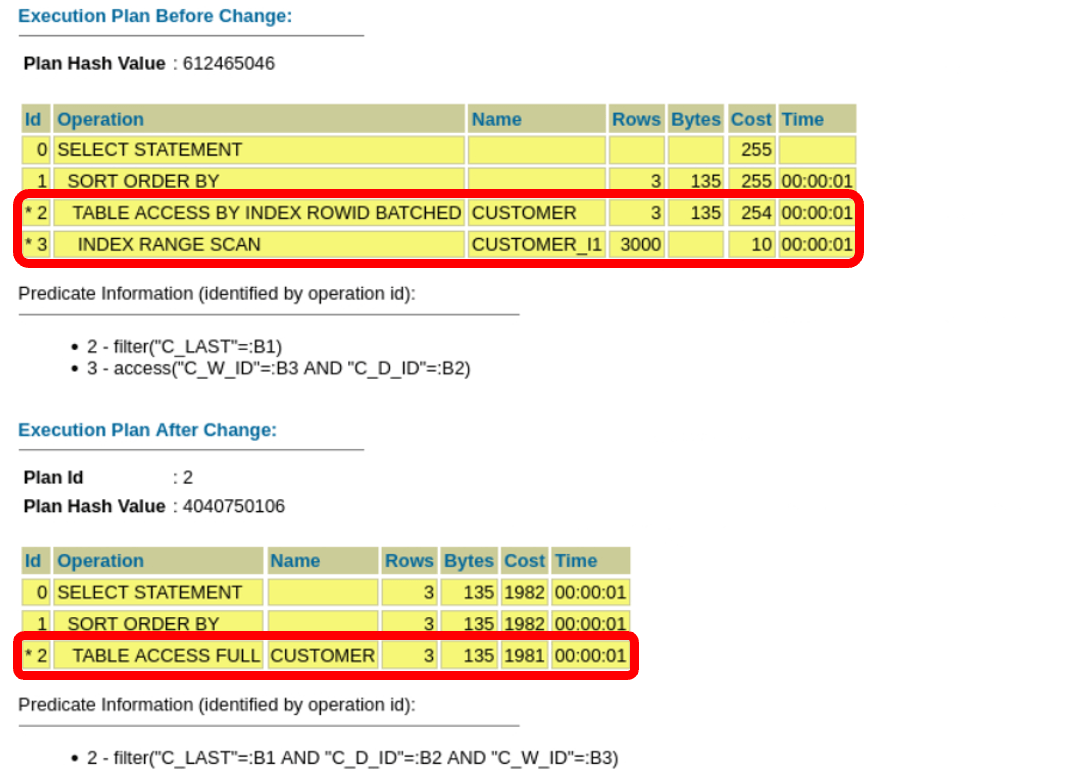 Execution Plan Before Change:
Plan Hash Value : 612465046
Id Operation Name Rows Bytes Cost Time
0 SELECT STATEMENT 255
1 SORT ORDER BY 3 135 255 00:00:01
* 2 TABLE ACCESS BY INDEX ROWID BATCHED CUSTOMER 3 135 254 00:00:01
* 3 INDEX RANGE SCAN CUSTOMER_I1 3000 10 00:00:01
Predicate Information (identified by operation id):
• 2 - filter("C_LAST"=:B1)
• 3 - access("C_W_ID"=:B3 AND "C_D_ID"=:B2)
Execution Plan After Change:
Plan Id : 2
Plan Hash Value : 4040750106
Id Operation Name Rows Bytes Cost Time
0 SELECT STATEMENT 3 135 1982 00:00:01
1 SORT ORDER BY 3 135 1982 00:00:01
* 2 TABLE ACCESS FULL CUSTOMER 3 135 1981 00:00:01
Predicate Information (identified by operation id):
• 2 - filter("C_LAST"=:B1 AND "C_D_ID"=:B2 AND "C_W_ID"=:B3)